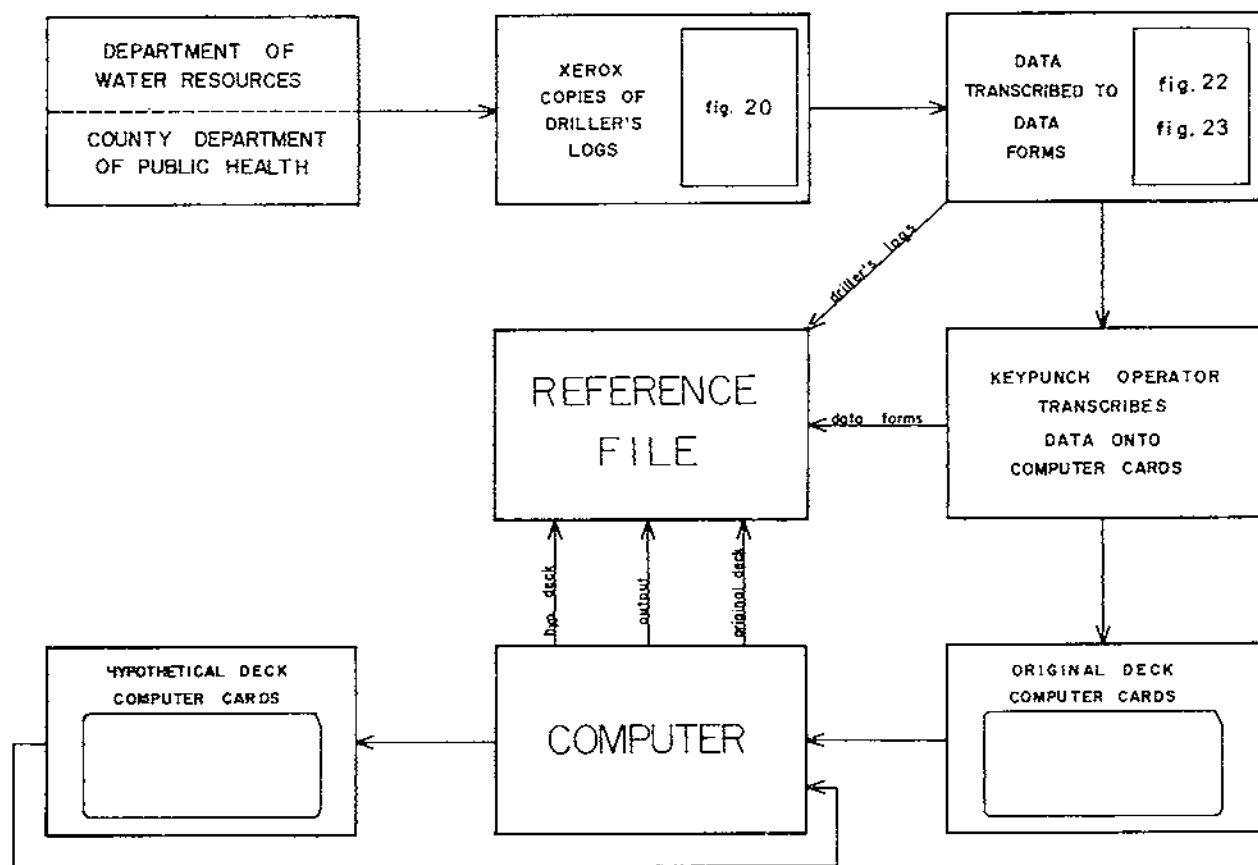 DEPARTMENT OF
WATER RESOURCES
COUNTY DEPARTMENT
OF PUBLIC HEALTH
XEROX
COPIES OF
DRILLER'S
LOGS
fig. 20
DATA
TRANSCRIBED TO
DATA
FORMS
fig. 22
fig. 23
driller's logs
REFERENCE
FILE
data forms
KEYPUNCH OPERATOR
TRANSCRIBES
DATA ONTO
COMPUTER CARDS
hyp deck
output
original deck
HYPOTHETICAL DECK
COMPUTER CARDS
COMPUTER
ORIGINAL DECK
COMPUTER CARDS